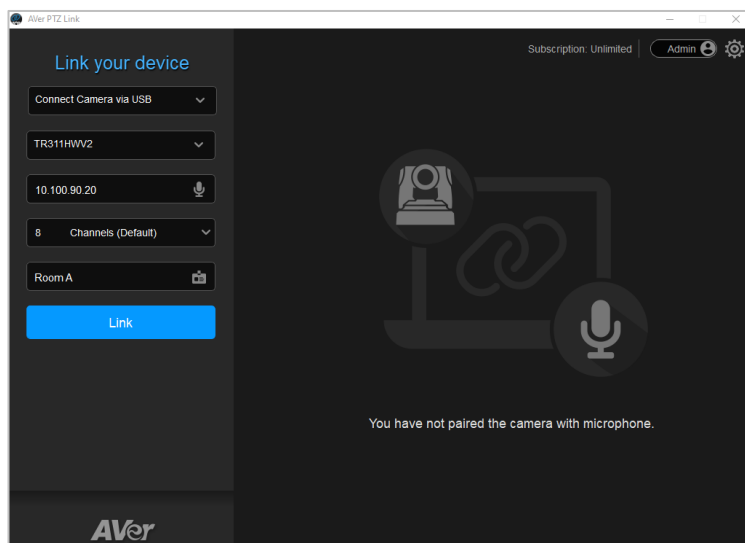 AVer PTZ Link
Link your device
Subscription: Unlimited
Admin
Connect Camera via USB
TR311HWV2
10.100.90.20
8 Channels (Default)
Room A
Link
You have not paired the camera with microphone.
AVer